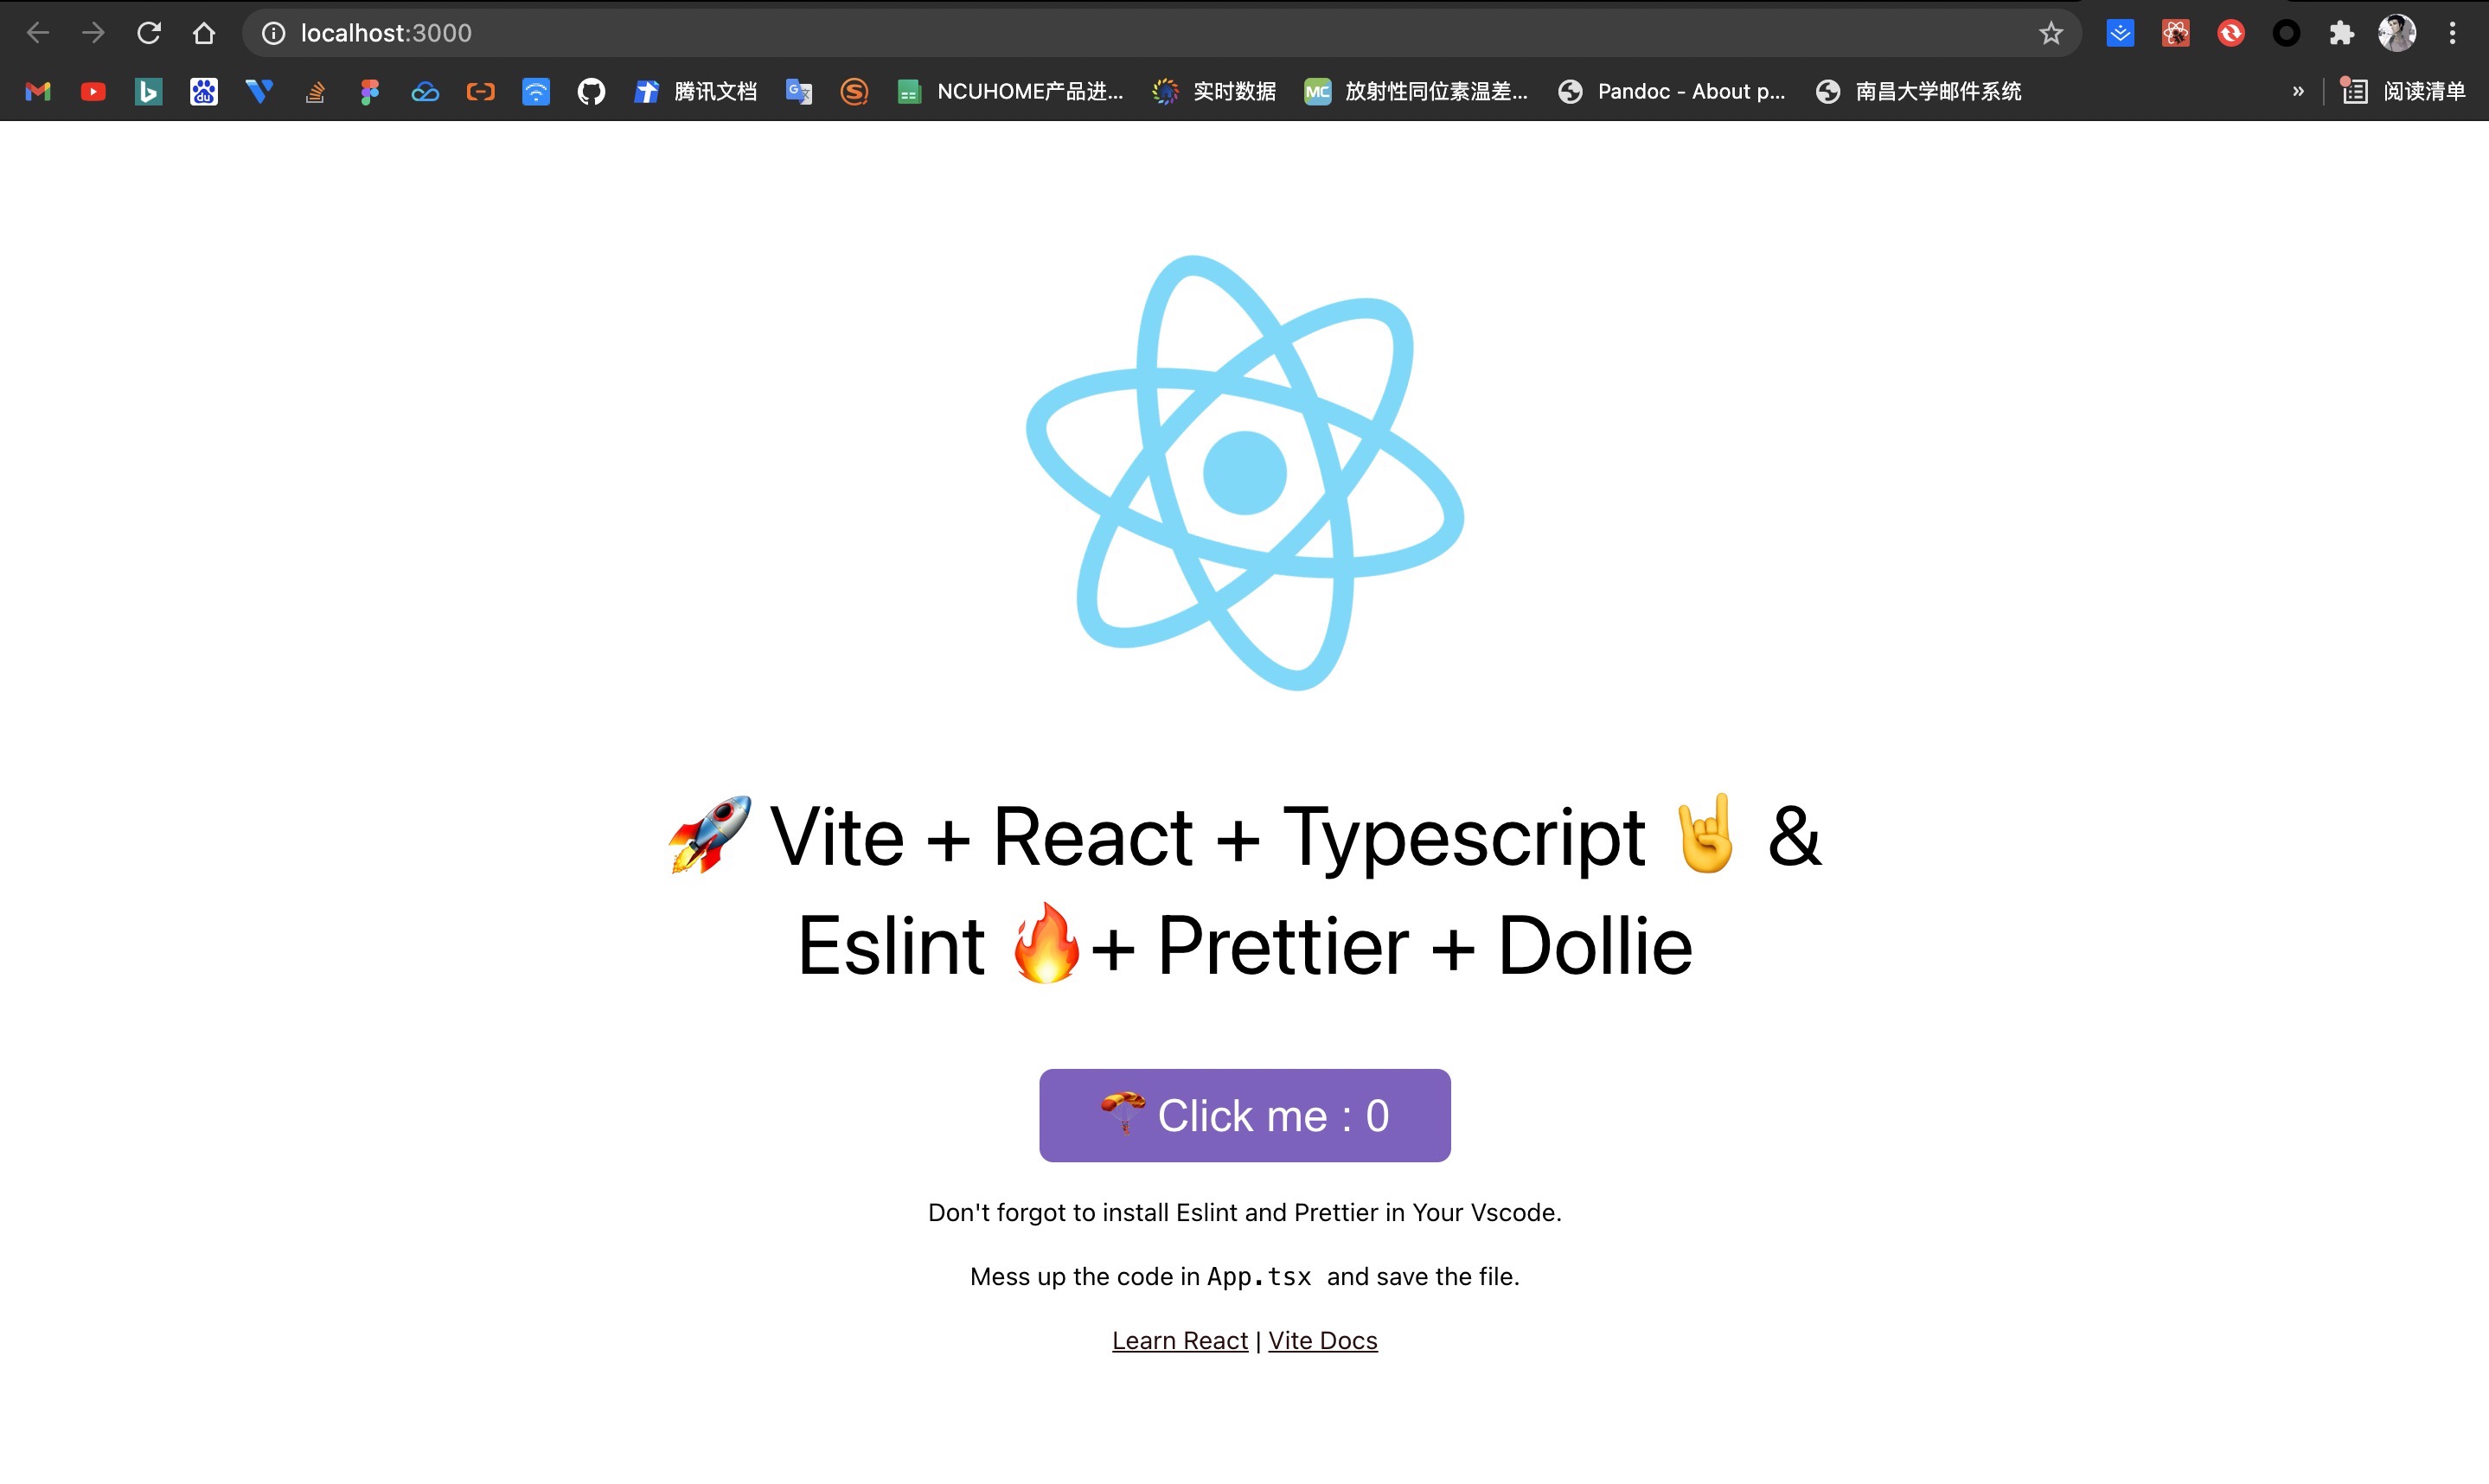 localhost:3000
腾讯文档 NCUHOME产品进... 实时数据 MC 放射性同位素温差... Pandoc - About p... 南昌大学邮件系统 » 阅读清单
🚀 Vite + React + Typescript 🤘 &
Eslint 🔥+ Prettier + Dollie
🪂 Click me : 0
Don't forgot to install Eslint and Prettier in Your Vscode.
Mess up the code in App.tsx and save the file.
Learn React | Vite Docs